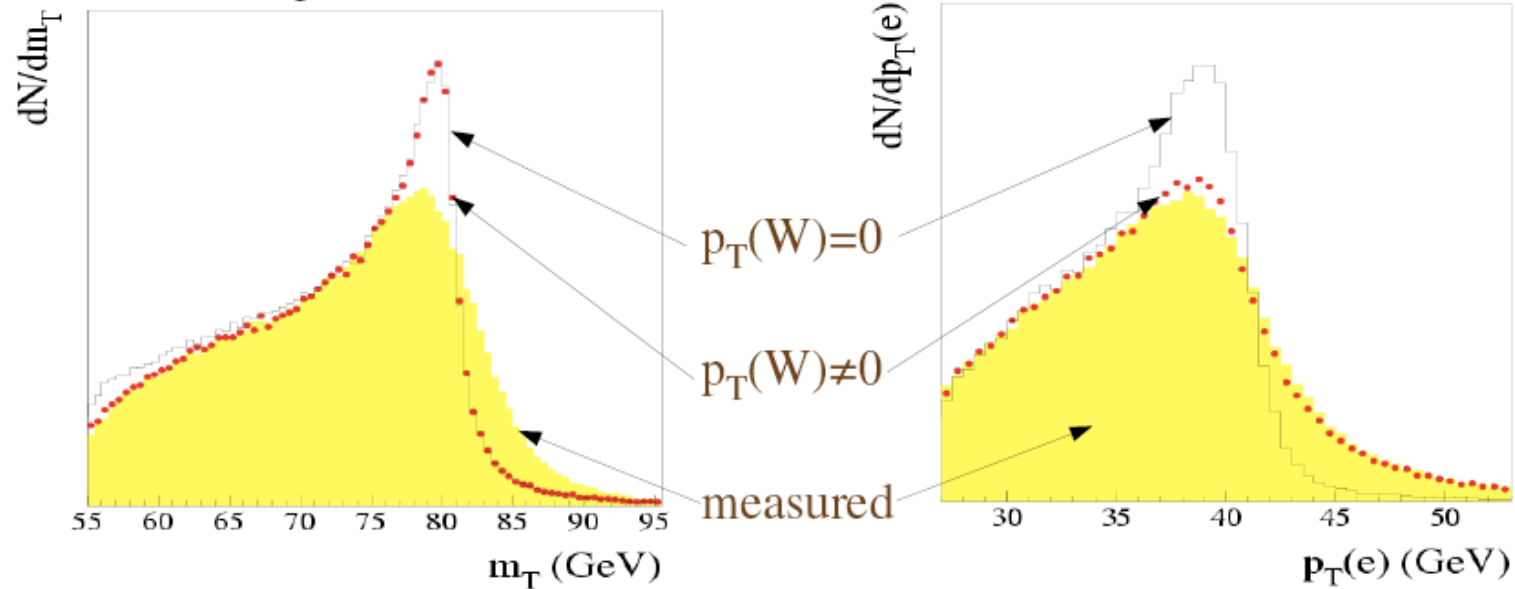 dN/dm_T
55 60 65 70 75 80 85 90 95
m_T (GeV)
p_T(W)=0
p_T(W)≠0
measured
dN/dp_T(e)
30 35 40 45 50
p_T(e) (GeV)